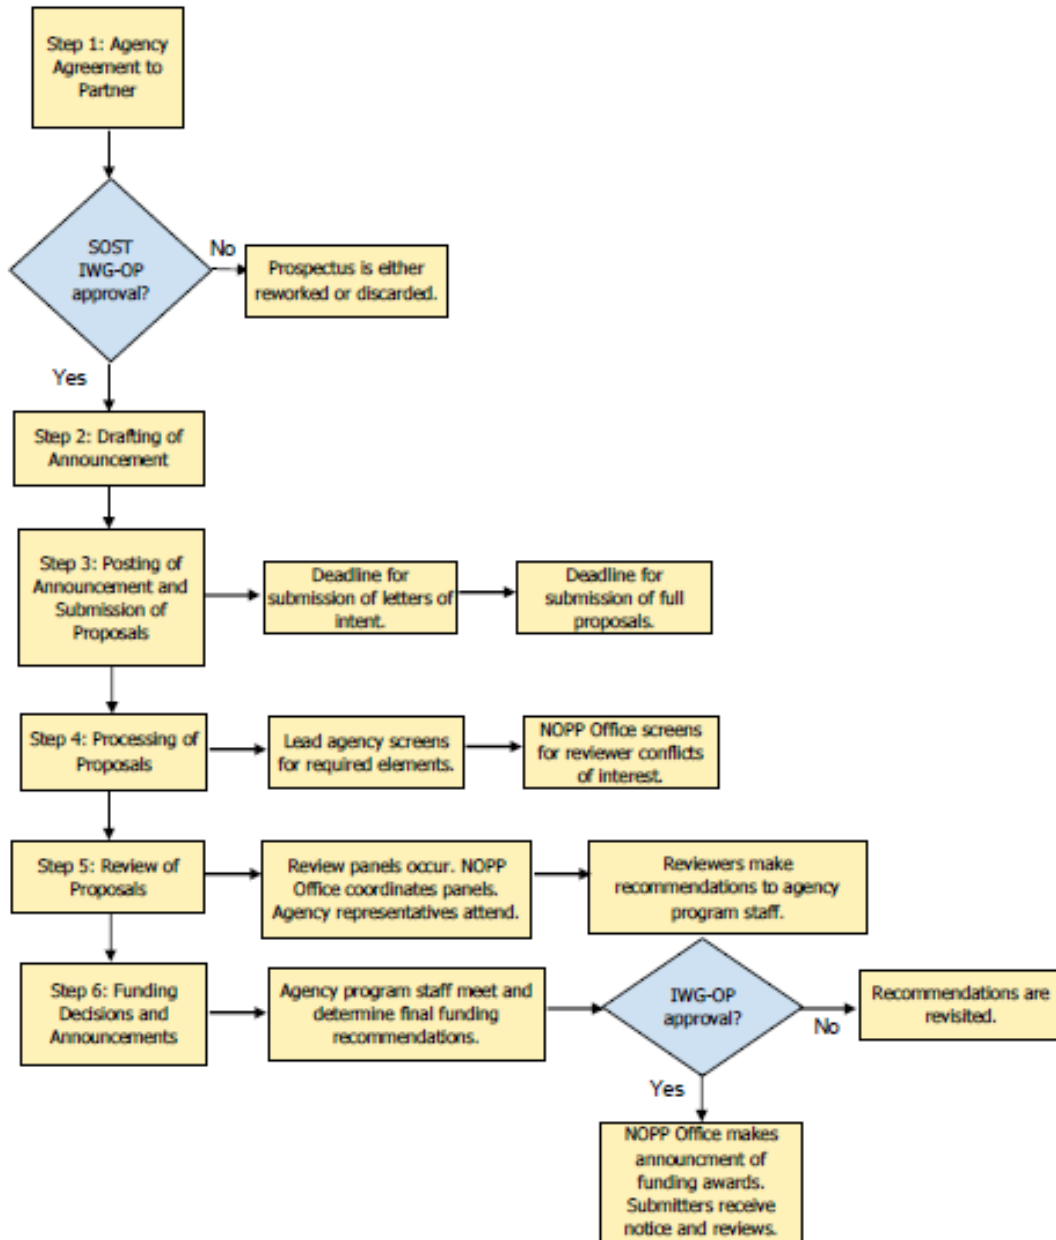 Step 1: Agency
Agreement to
Partner
SOST
IWG-OP
approval?
No
Prospectus is either
reworked or discarded.
Yes
Step 2: Drafting of
Announcement
Step 3: Posting of
Announcement and
Submission of
Proposals
Deadline for
submission of letters of
intent.
Deadline for
submission of full
proposals.
Step 4: Processing of
Proposals
Lead agency screens
for required elements.
NOPP Office screens
for reviewer conflicts
of interest.
Step 5: Review of
Proposals
Review panels occur. NOPP
Office coordinates panels.
Agency representatives attend.
Reviewers make
recommendations to agency
program staff.
Step 6: Funding
Decisions and
Announcements
Agency program staff meet and
determine final funding
recommendations.
IWG-OP
approval?
No
Recommendations are
revisited.
Yes
NOPP Office makes
announcment of
funding awards.
Submitters receive
notice and reviews.